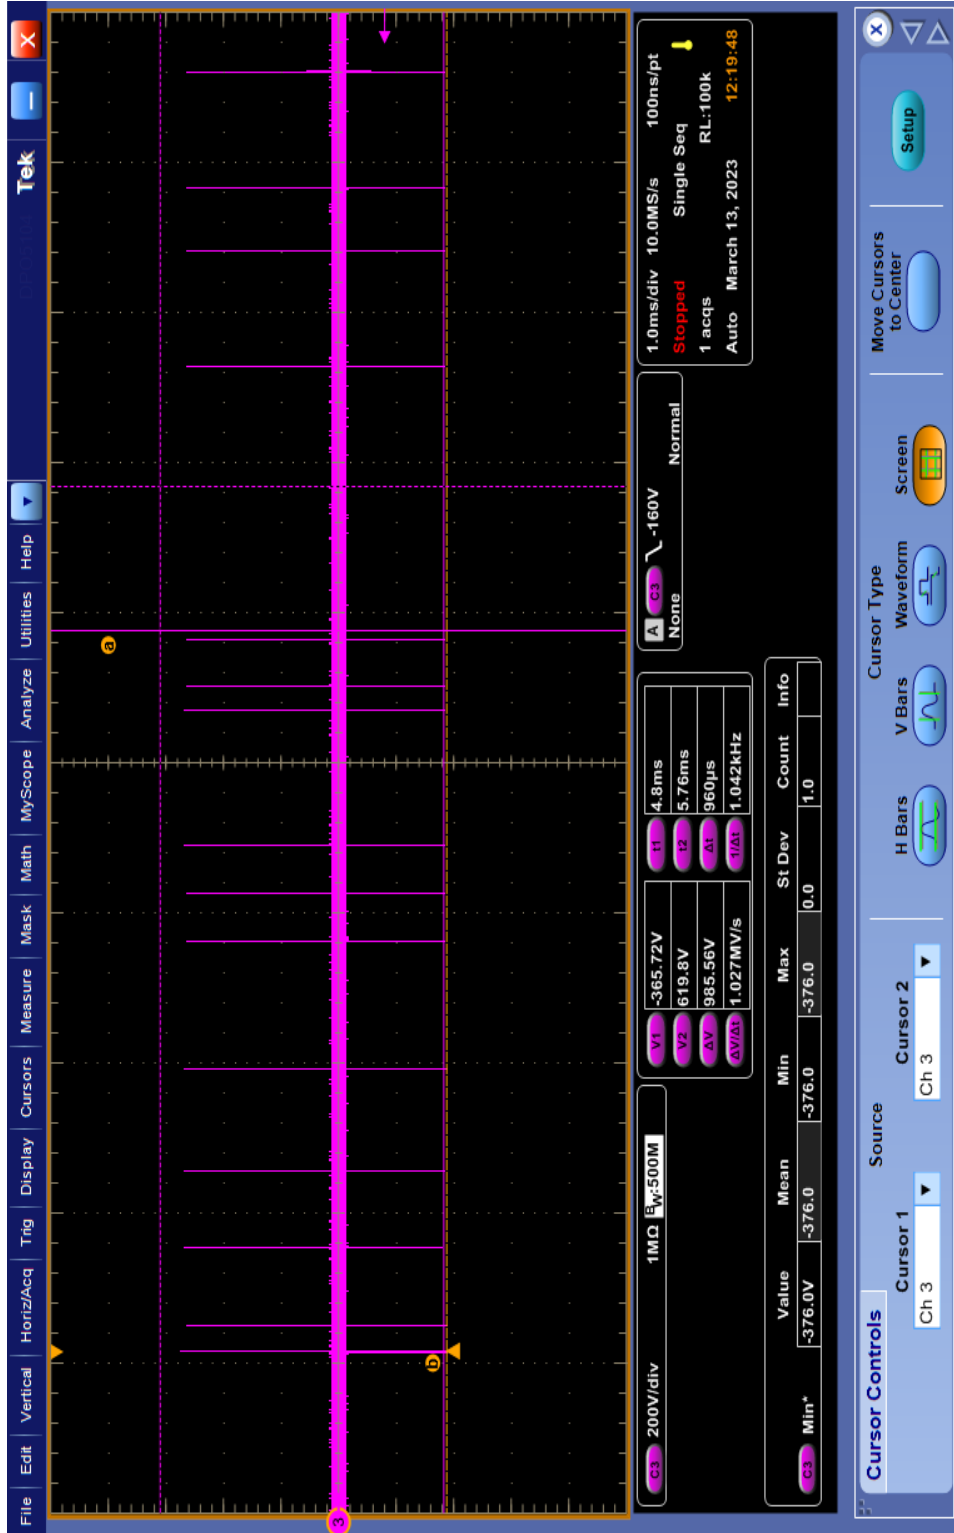 File Edit Vertical Horiz/Acq Trig Display Cursors Measure Mask Math MyScope Analyze Utilities Help Tek
a
b
3
C3 200V/div 1MΩ BW:500M
V1 -365.72V
V2 619.8V
ΔV 985.56V
ΔV/Δt 1.027MV/s
t1 4.8ms
t2 5.76ms
Δt 960µs
1/Δt 1.042kHz
A C3 -160V
None Normal
1.0ms/div 10.0MS/s 100ns/pt
Stopped Single Seq
1 acqs RL:100k
Auto March 13, 2023 12:19:48
Value Mean Min Max St Dev Count Info
C3 Min* -376.0V -376.0 -376.0 -376.0 0.0 1.0
Cursor Controls
Source
Cursor 1 Cursor 2
Ch 3 Ch 3
Cursor Type
H Bars V Bars Waveform Screen
Move Cursors
to Center
Setup
X